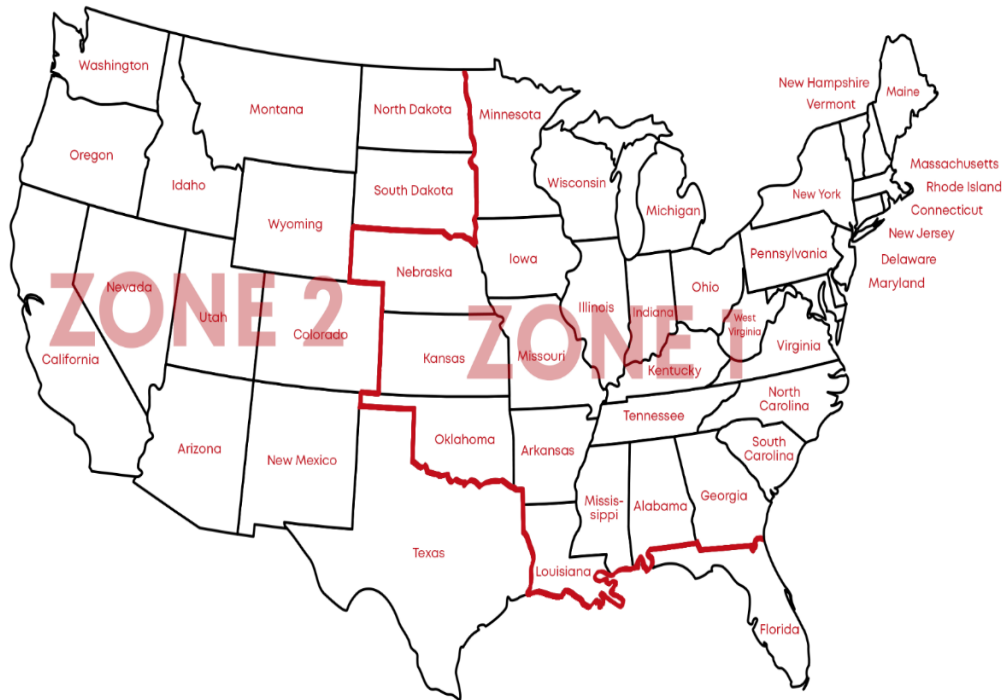 Washington
Montana
North Dakota
Minnesota
New Hampshire
Vermont
Maine
Oregon
Idaho
South Dakota
Wisconsin
Michigan
New York
Massachusetts
Rhode Island
Connecticut
New Jersey
Delaware
Maryland
Wyoming
Nebraska
Iowa
Pennsylvania
Ohio
ZONE 2
ZONE 1
Nevada
Utah
Colorado
California
Kansas
Missouri
Illinois
Indiana
West
Virginia
Virginia
Kentucky
North
Carolina
Tennessee
South
Carolina
Arizona
New Mexico
Oklahoma
Arkansas
Texas
Louisiana
Missis-
sippi
Alabama
Georgia
Florida